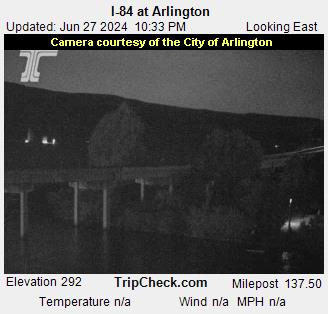 I-84 at Arlington
Updated: Jun 27 2024 10:33 PM Looking East
Camera courtesy of the City of Arlington
Elevation 292 TripCheck.com Milepost 137.50
Temperature n/a Wind n/a MPH n/a